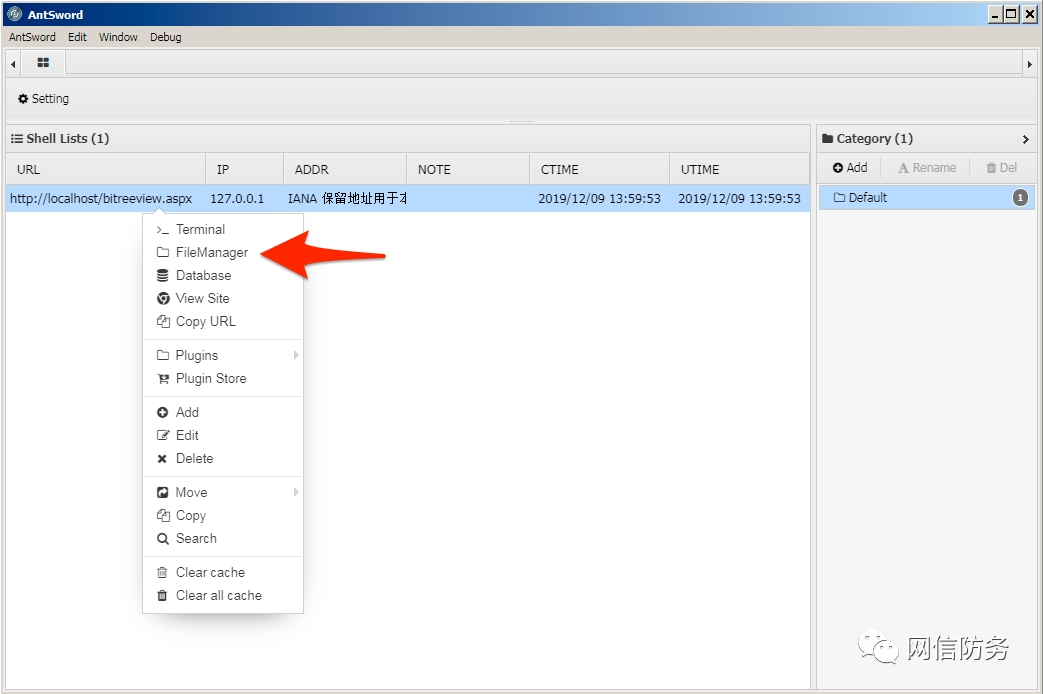 AntSword
AntSword Edit Window Debug
Setting
Shell Lists (1)
URL IP ADDR NOTE CTIME UTIME
http://localhost/bitreeview.aspx 127.0.0.1 IANA 保留地址用于 2019/12/09 13:59:53 2019/12/09 13:59:53
Terminal
FileManager
Database
View Site
Copy URL
Plugins
Plugin Store
Add
Edit
Delete
Move
Copy
Search
Clear cache
Clear all cache
Category (1)
Add Rename Del
Default 1
网信防务